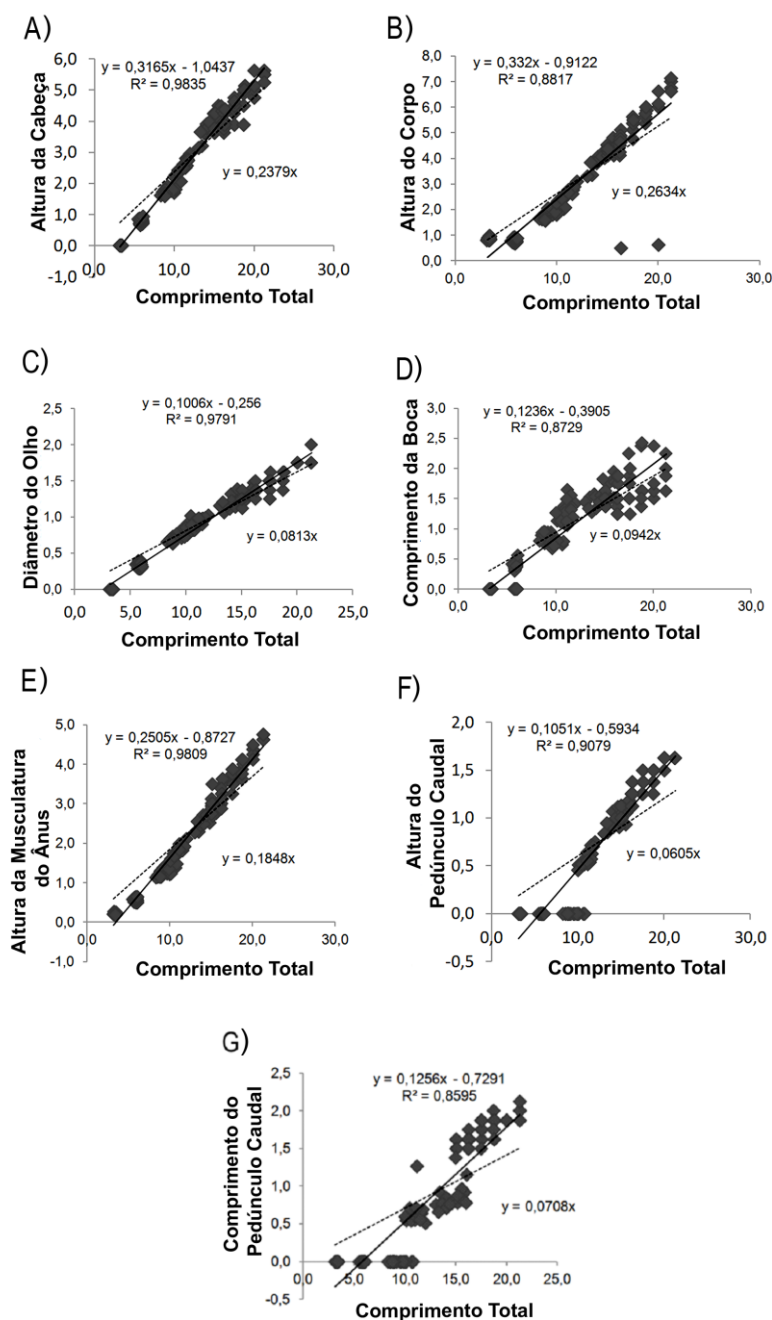 A)
y = 0,3165x - 1,0437
R² = 0,9835
y = 0,2379x
Altura da Cabeça
6,0
5,0
4,0
3,0
2,0
1,0
0,0
-1,0
0,0 10,0 20,0 30,0
Comprimento Total
B)
y = 0,332x - 0,9122
R² = 0,8817
y = 0,2634x
Altura do Corpo
8,0
7,0
6,0
5,0
4,0
3,0
2,0
1,0
0,0
0,0 10,0 20,0 30,0
Comprimento Total
C)
y = 0,1006x - 0,256
R² = 0,9791
y = 0,0813x
Diâmetro do Olho
2,5
2,0
1,5
1,0
0,5
0,0
0,0 5,0 10,0 15,0 20,0 25,0
Comprimento Total
D)
y = 0,1236x - 0,3905
R² = 0,8729
y = 0,0942x
Comprimento da Boca
3,0
2,5
2,0
1,5
1,0
0,5
0,0
0,0 10,0 20,0 30,0
Comprimento Total
E)
y = 0,2505x - 0,8727
R² = 0,9809
y = 0,1848x
Altura da Musculatura
do Ânus
5,0
4,0
3,0
2,0
1,0
0,0
-1,0
0,0 10,0 20,0 30,0
Comprimento Total
F)
y = 0,1051x - 0,5934
R² = 0,9079
y = 0,0605x
Altura do
Pedúnculo Caudal
2,0
1,5
1,0
0,5
0,0
-0,5
0,0 10,0 20,0 30,0
Comprimento Total
G)
y = 0,1256x - 0,7291
R² = 0,8595
y = 0,0708x
Comprimento do
Pedúnculo Caudal
2,5
2,0
1,5
1,0
0,5
0,0
-0,5
0,0 5,0 10,0 15,0 20,0 25,0
Comprimento Total